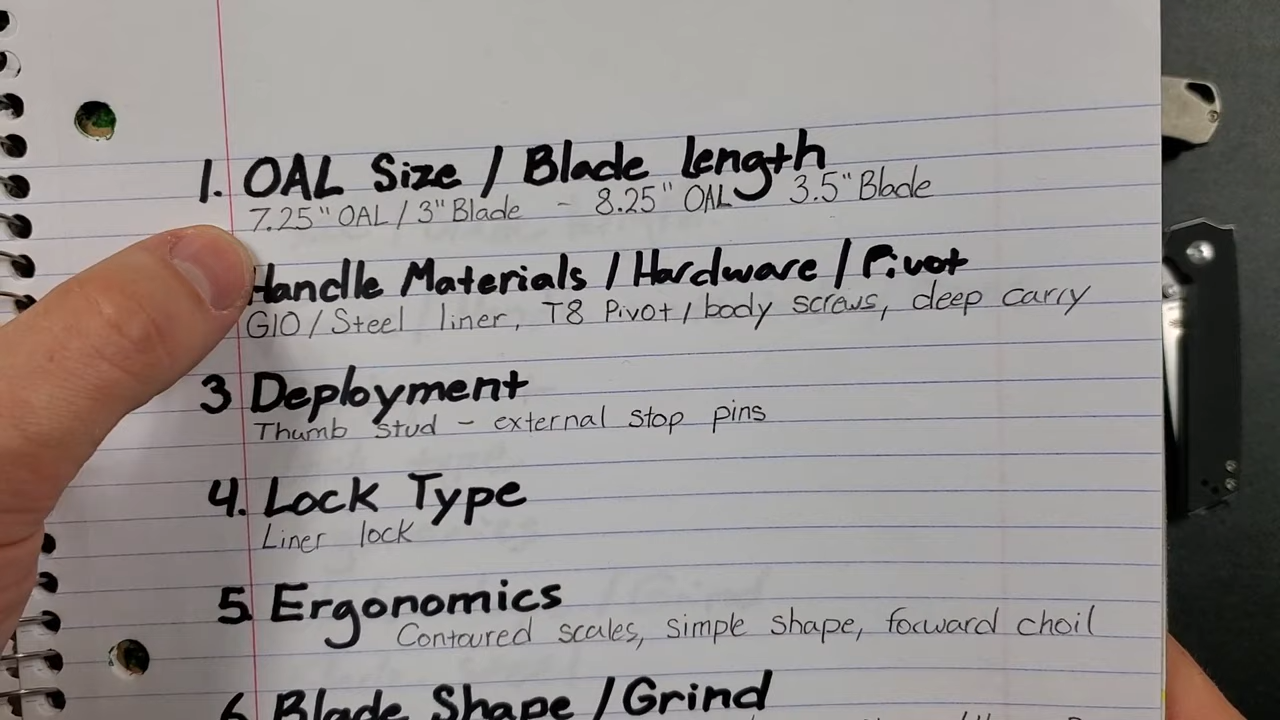 1. OAL Size / Blade Length
7.25" OAL / 3" Blade - 8.25" OAL 3.5" Blade
Handle Materials / Hardware / Pivot
G10 / Steel liner, T8 Pivot / body screws, deep carry
3 Deployment
Thumb stud - external stop pins
4. Lock Type
Liner lock
5. Ergonomics
Contoured scales, simple shape, forward choil
6 Blade Shape / Grind